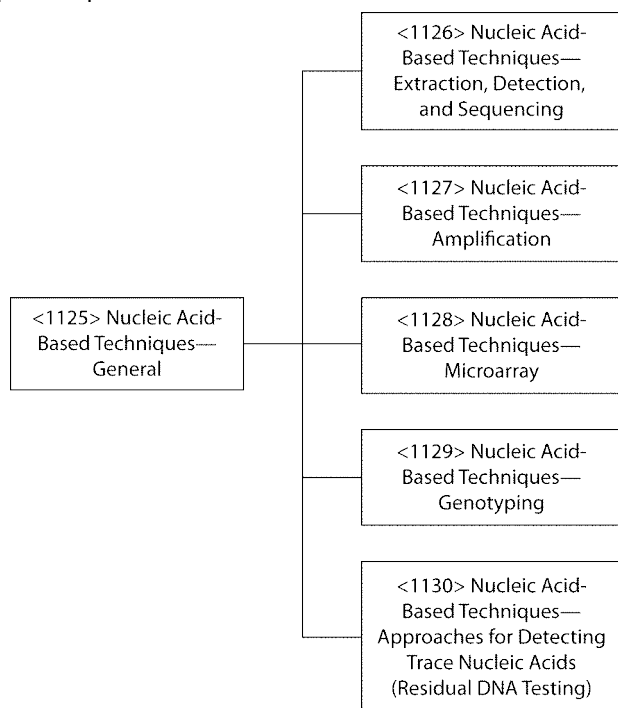 <1126> Nucleic Acid-
Based Techniques—
Extraction, Detection,
and Sequencing
<1127> Nucleic Acid-
Based Techniques—
Amplification
<1125> Nucleic Acid-
Based Techniques—
General
<1128> Nucleic Acid-
Based Techniques—
Microarray
<1129> Nucleic Acid-
Based Techniques—
Genotyping
<1130> Nucleic Acid-
Based Techniques—
Approaches for Detecting
Trace Nucleic Acids
(Residual DNA Testing)